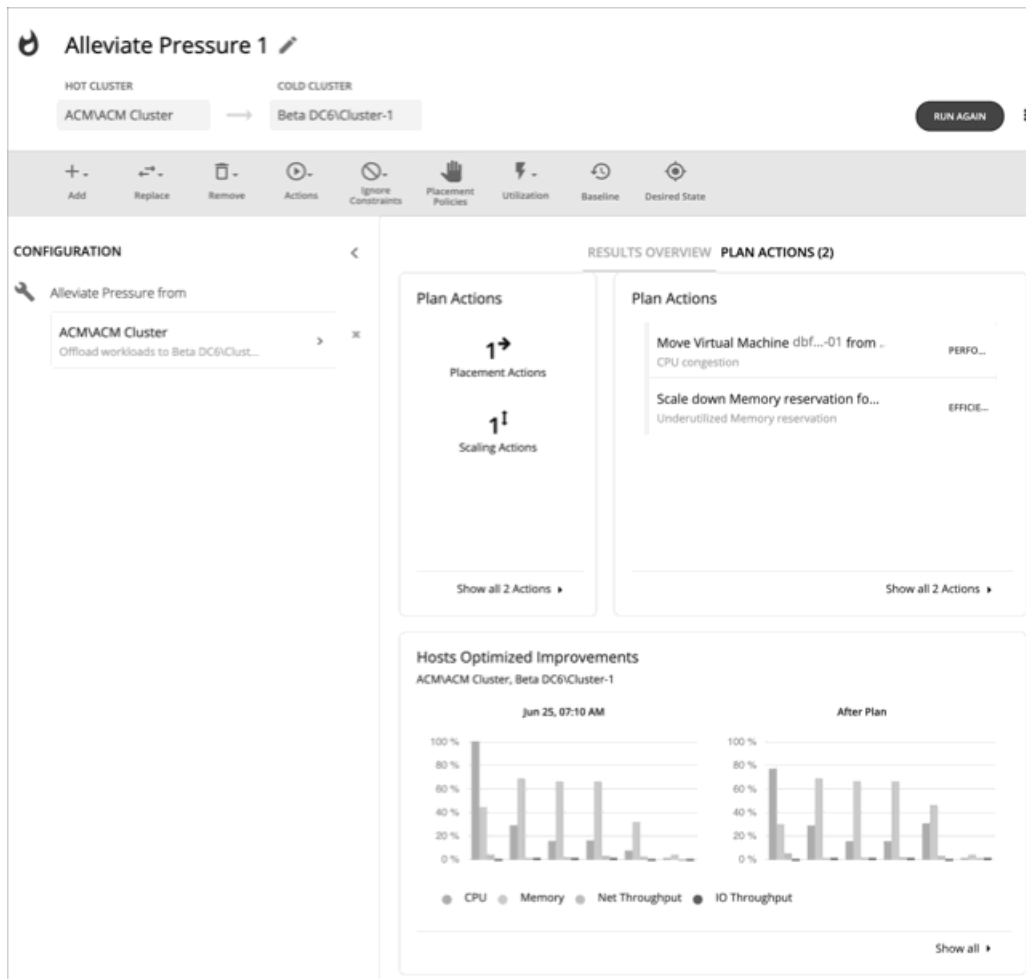 Alleviate Pressure 1
HOT CLUSTER
COLD CLUSTER
ACM\ACM Cluster
Beta DC6\Cluster-1
RUN AGAIN
Add
Replace
Remove
Actions
Ignore
Constraints
Placement
Policies
Utilization
Baseline
Desired State
CONFIGURATION
Alleviate Pressure from
ACM\ACM Cluster
Offload workloads to Beta DC6\Clust...
RESULTS OVERVIEW
PLAN ACTIONS (2)
Plan Actions
1
Placement Actions
1
Scaling Actions
Show all 2 Actions
Plan Actions
Move Virtual Machine dbf...-01 from ..
PERFO...
CPU congestion
Scale down Memory reservation fo...
EFFICIE...
Underutilized Memory reservation
Show all 2 Actions
Hosts Optimized Improvements
ACM\ACM Cluster, Beta DC6\Cluster-1
Jun 25, 07:10 AM
100 %
80 %
60 %
40 %
20 %
0 %
After Plan
100 %
80 %
60 %
40 %
20 %
0 %
CPU
Memory
Net Throughput
IO Throughput
Show all